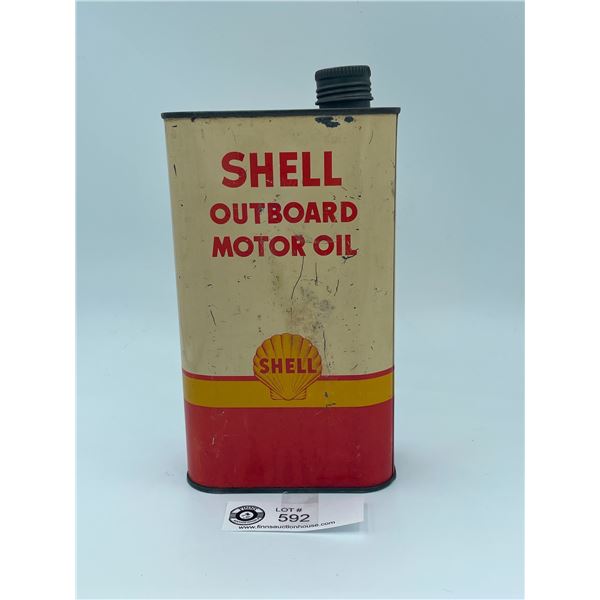 SHELL
OUTBOARD
MOTOR OIL
SHELL
LOT #
592
www.finnsauctionhouse.com